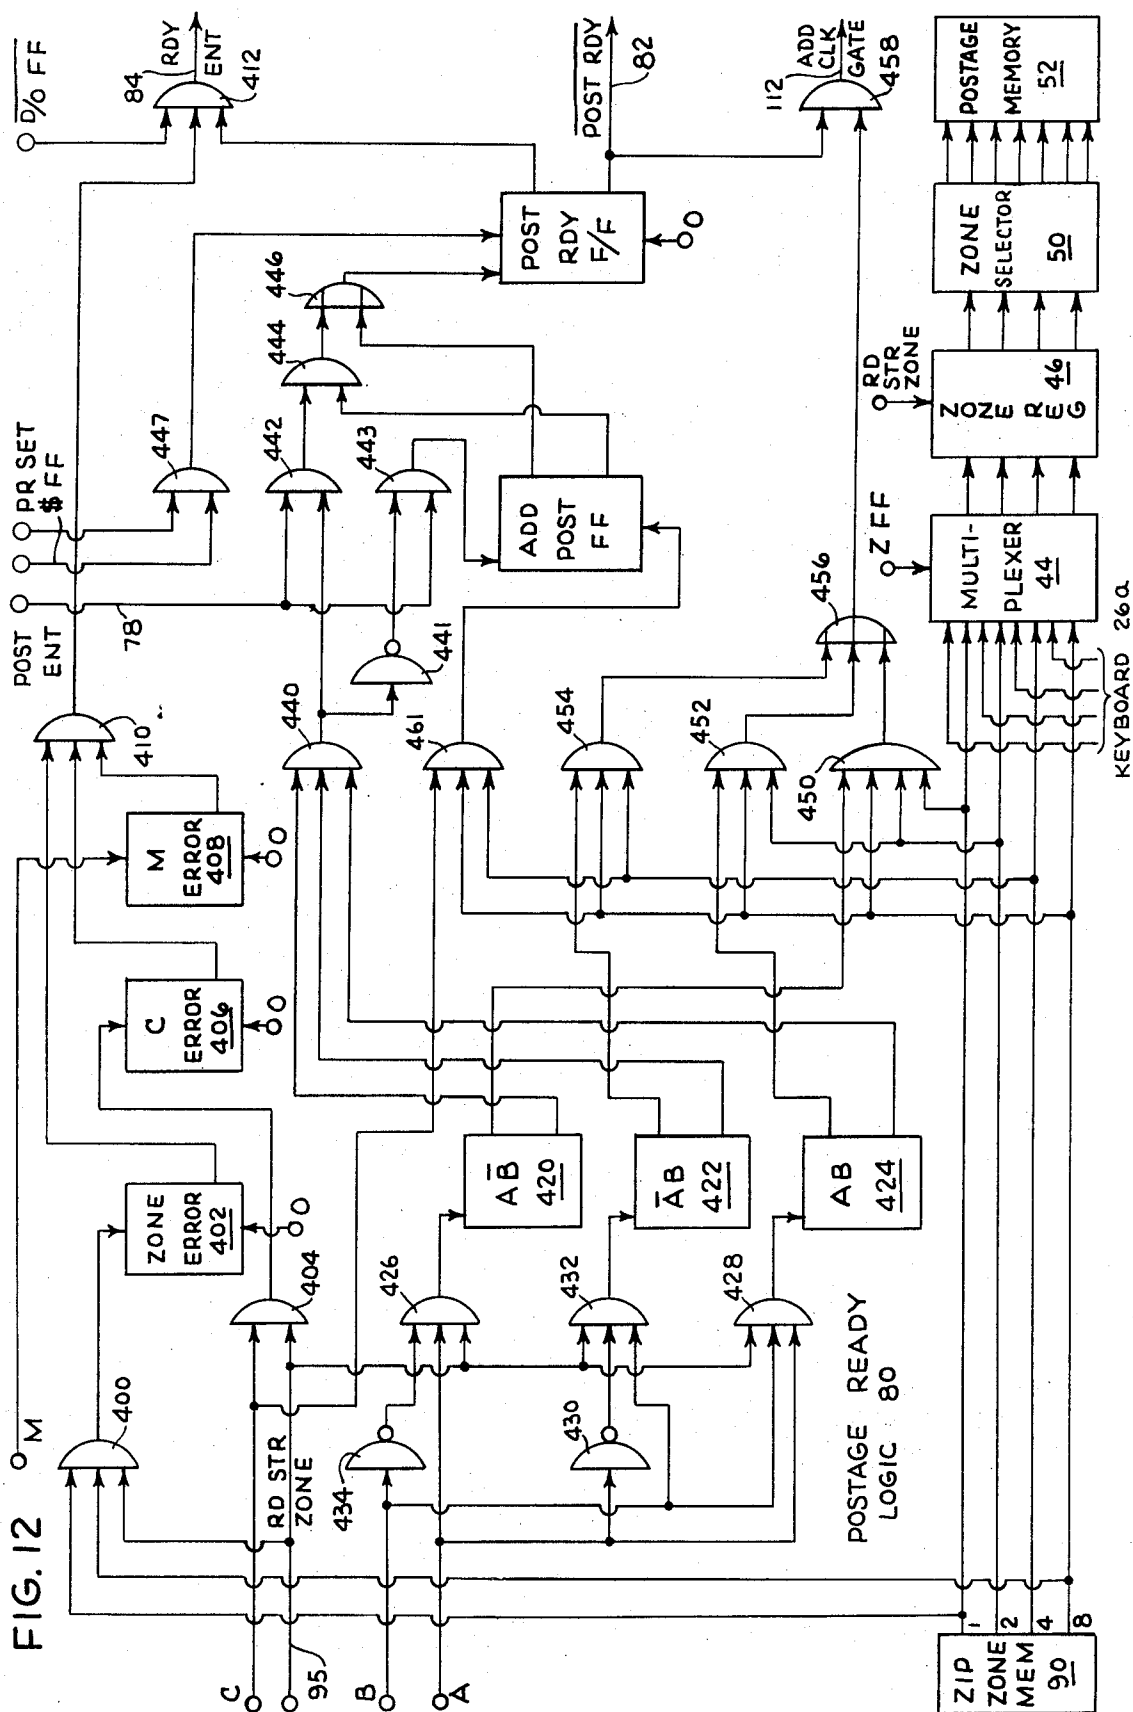 FIG. 12
M
400
C
95
RD STR
ZONE
B
A
434
430
404
426
432
428
ZONE
ERROR
402
O
C
ERROR
406
O
M
ERROR
408
O
410
POST
ENT
78
PR SET
$ FF
D/O FF
84
RDY
ENT
412
447
442
443
444
446
440
441
461
454
452
450
456
AB
420
AB
422
AB
424
ADD
POST
FF
POST
RDY
F/F
O
POST RDY
82
112
ADD
CLK
GATE
458
POSTAGE READY
LOGIC 80
ZIP
ZONE
MEM
90
1
2
4
8
KEYBOARD 26a
Z FF
MULTI-
PLEXER
44
RD
STR
ZONE
ZONE
REG
46
ZONE
SELECTOR
50
POSTAGE
MEMORY
52